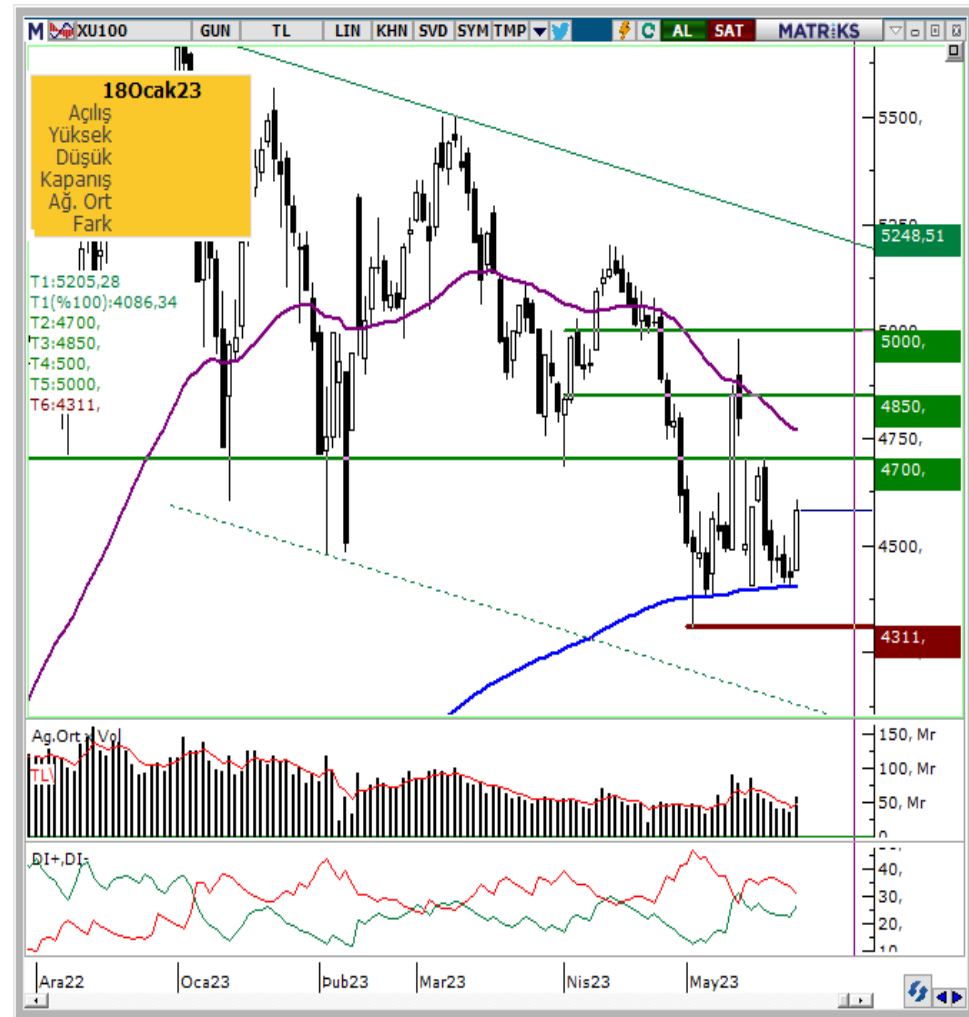 M XU100 GUN TL LIN KHN SVD SYM TMP C AL SAT MATRİKS
18Ocak23
Açılış
Yüksek
Düşük
Kapanış
Ağ. Ort
Fark
T1:5205,28
T1(%100):4086,34
T2:4700,
T3:4850,
T4:500,
T5:5000,
T6:4311,
5500,
5248,51
5000,
4850,
4750,
4700,
4500,
4311,
Ag.Ort x Vol
TL\
150, Mr
100, Mr
50, Mr
0
DI+,DI-
40,
30,
20,
10
Ara22 Oca23 Þub23 Mar23 Nis23 May23